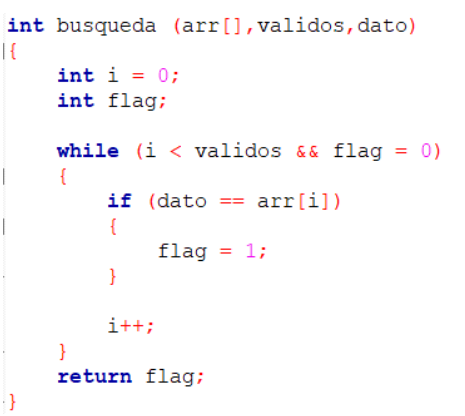 int busqueda (arr[],validos,dato)
{
    int i = 0;
    int flag;

    while (i < validos && flag = 0)
    {
        if (dato == arr[i])
        {
            flag = 1;
        }

        i++;
    }
    return flag;
}